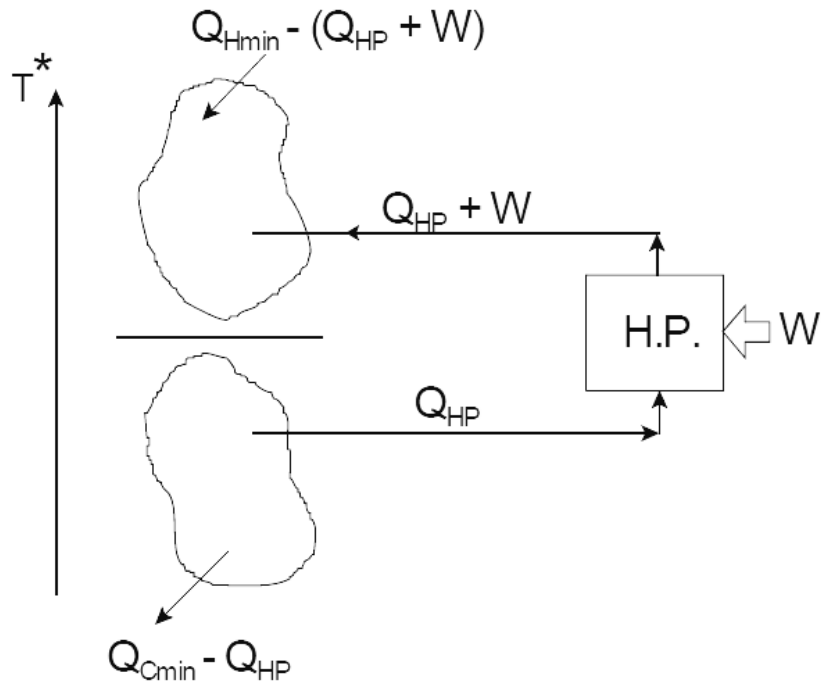 Q_Hmin - (Q_HP + W)
T*
Q_HP + W
H.P.
W
Q_HP
Q_Cmin - Q_HP